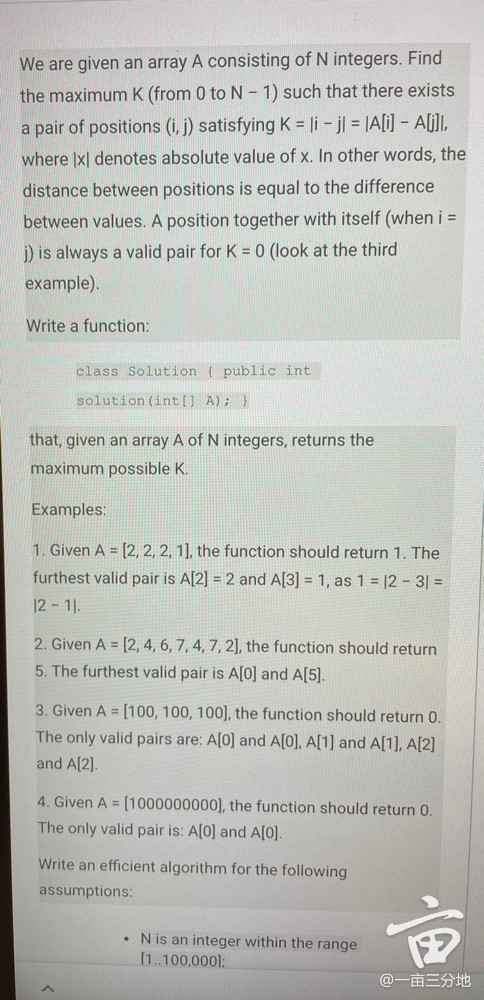 We are given an array A consisting of N integers. Find
the maximum K (from 0 to N − 1) such that there exists
a pair of positions (i, j) satisfying K = |i − j| = |A[i] − A[j]|,
where |x| denotes absolute value of x. In other words, the
distance between positions is equal to the difference
between values. A position together with itself (when i =
j) is always a valid pair for K = 0 (look at the third
example).
Write a function:
class Solution { public int
solution(int[] A); }
that, given an array A of N integers, returns the
maximum possible K.
Examples:
1. Given A = [2, 2, 2, 1], the function should return 1. The
furthest valid pair is A[2] = 2 and A[3] = 1, as 1 = |2 − 3| =
|2 − 1|.
2. Given A = [2, 4, 6, 7, 4, 7, 2], the function should return
5. The furthest valid pair is A[0] and A[5].
3. Given A = [100, 100, 100], the function should return 0.
The only valid pairs are: A[0] and A[0], A[1] and A[1], A[2]
and A[2].
4. Given A = [1000000000], the function should return 0.
The only valid pair is: A[0] and A[0].
Write an efficient algorithm for the following
assumptions:
• N is an integer within the range
[1..100,000];
亩
@一亩三分地